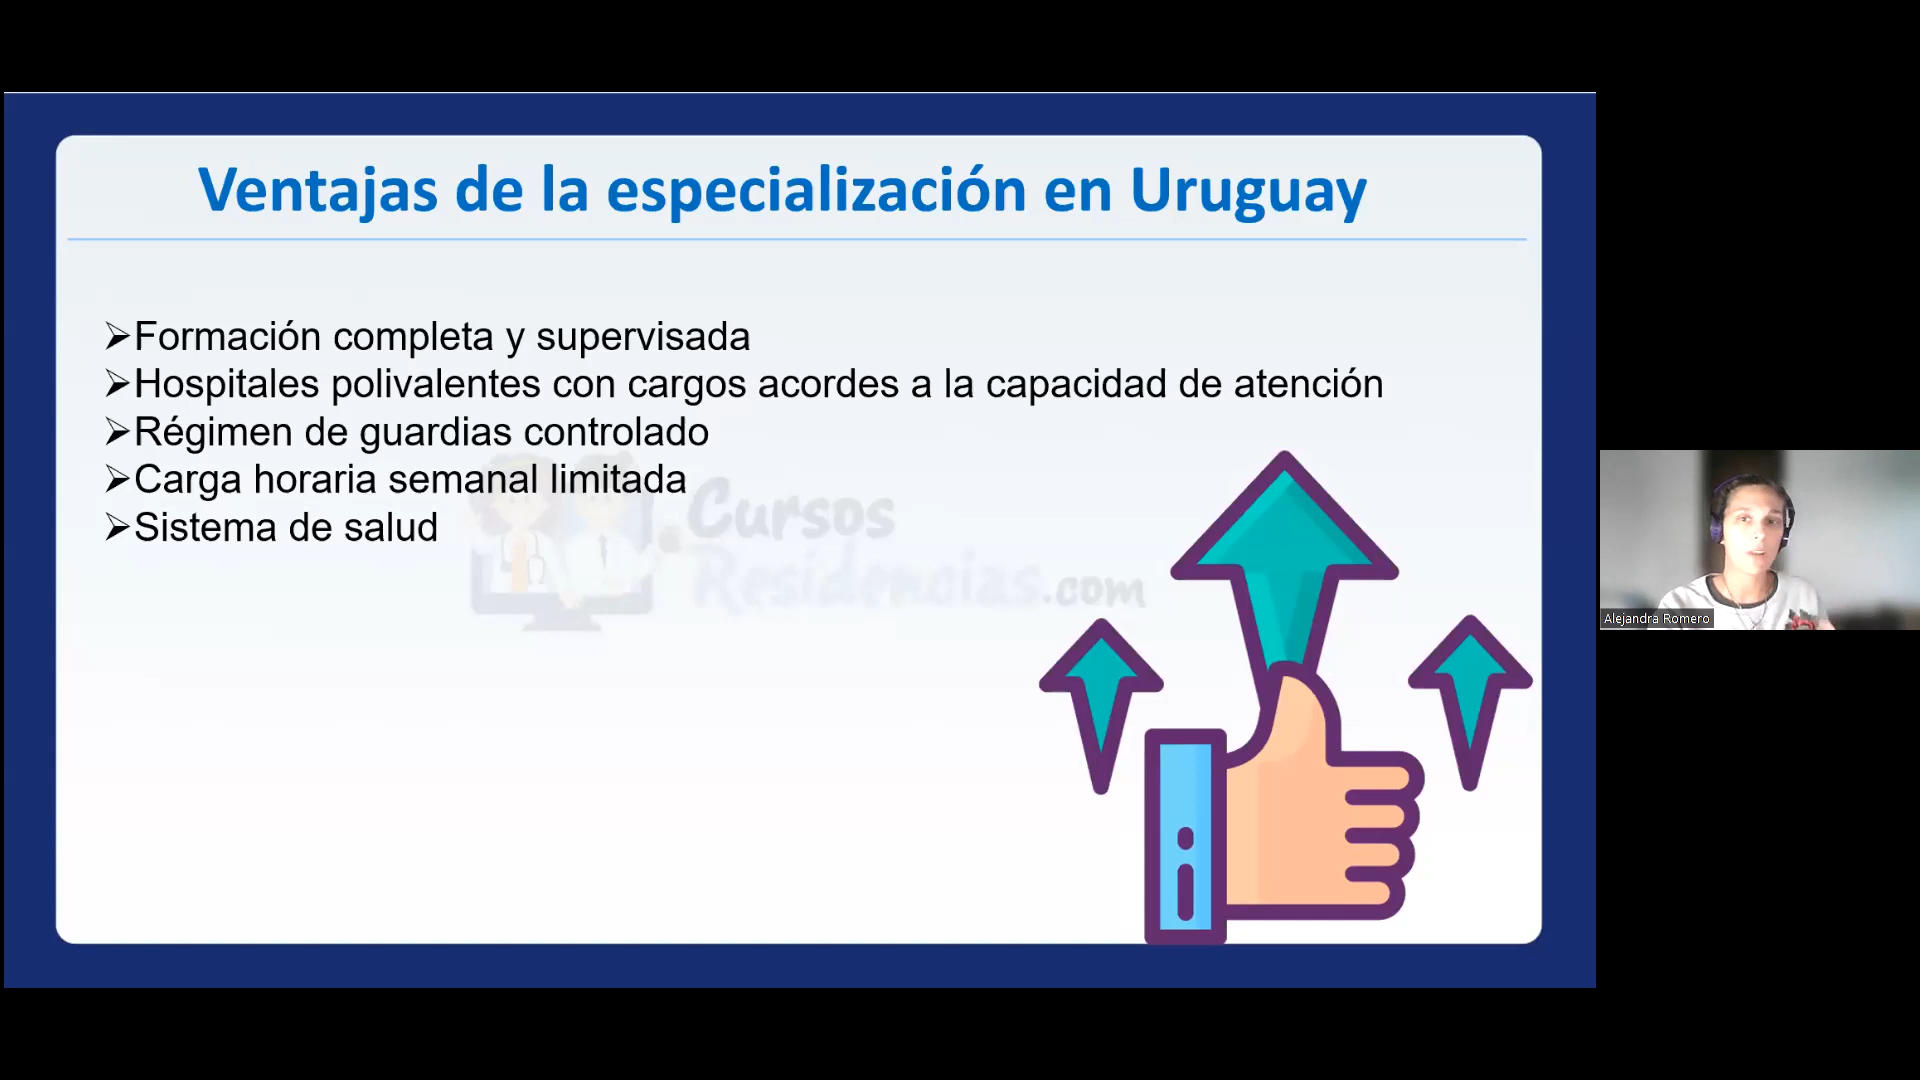 Ventajas de la especialización en Uruguay
➢Formación completa y supervisada
➢Hospitales polivalentes con cargos acordes a la capacidad de atención
➢Régimen de guardias controlado
➢Carga horaria semanal limitada
➢Sistema de salud
Cursos
Residencias.com
Alejandra Romero